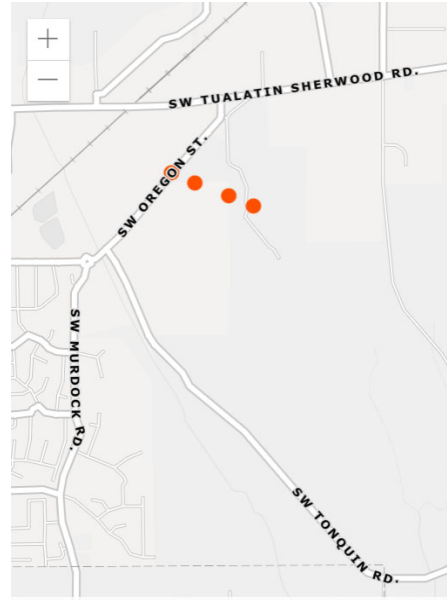 +
−
SW TUALATIN SHERWOOD RD.
SW OREGON ST.
SW MURDOCK RD.
SW TONQUIN RD.